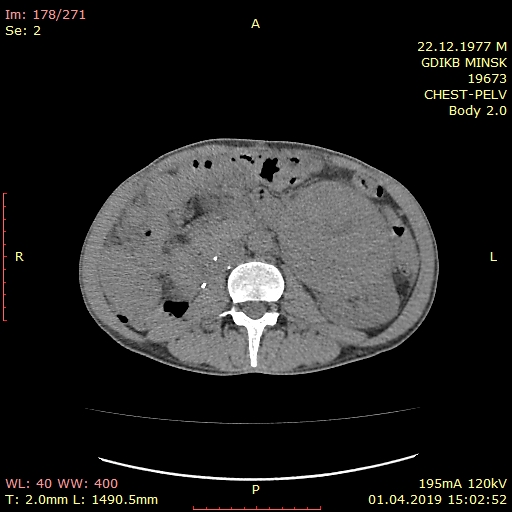 Im: 178/271
Se: 2
A
22.12.1977 M
GDIKB MINSK
19673
CHEST-PELV
Body 2.0
R
L
WL: 40 WW: 400
T: 2.0mm L: 1490.5mm
P
195mA 120kV
01.04.2019 15:02:52